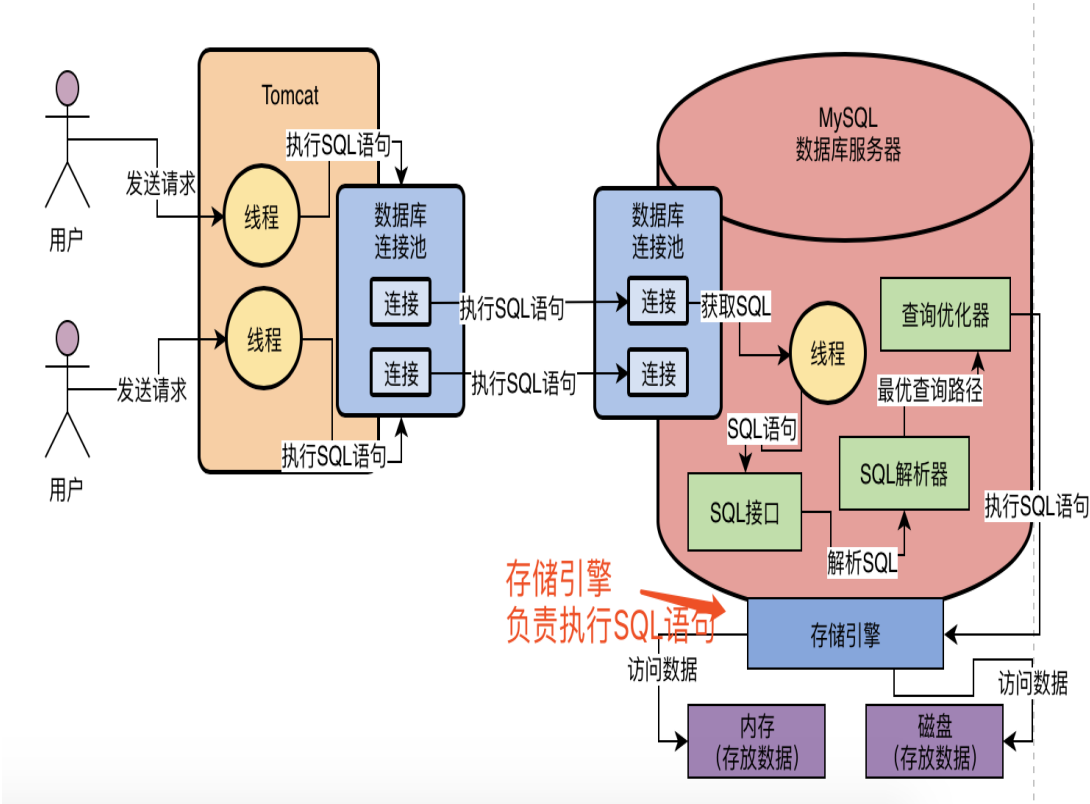 Tomcat
MySQL
数据库服务器
执行SQL语句
发送请求
线程
用户
数据库
连接池
数据库
连接池
连接
执行SQL语句
连接
获取SQL
查询优化器
线程
线程
发送请求
连接
执行SQL语句
连接
最优查询路径
SQL语句
执行SQL语句
用户
SQL接口
SQL解析器
执行SQL语句
解析SQL
存储引擎
负责执行SQL语句
存储引擎
访问数据
访问数据
内存
(存放数据)
磁盘
(存放数据)